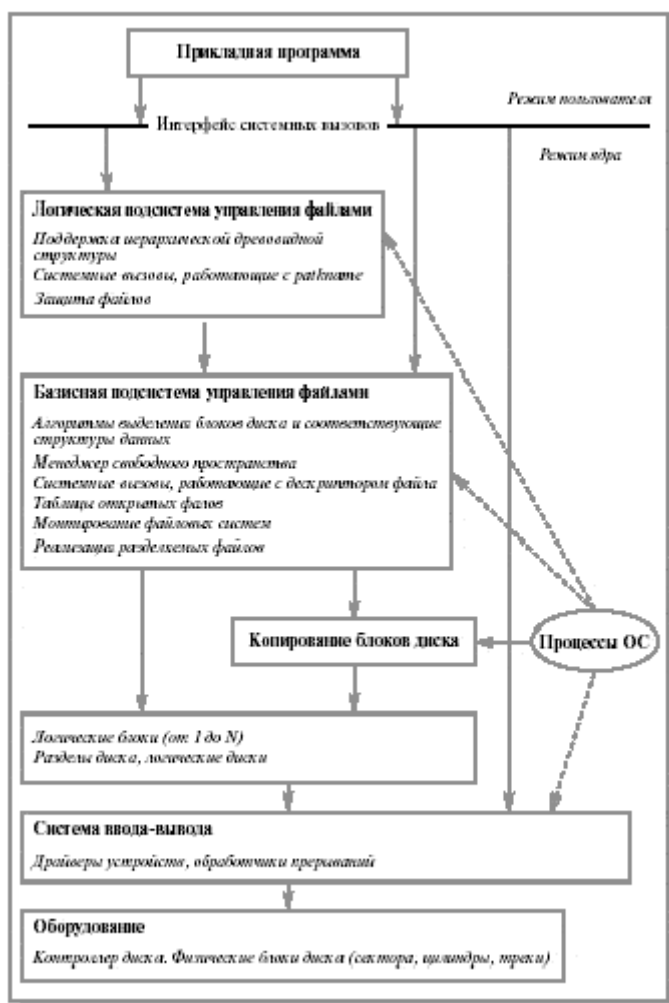 Прикладная программа
Режим пользователя
Интерфейс системных вызовов
Режим ядра
Логическая подсистема управления файлами
Поддержка иерархической древовидной
структуры
Системные вызовы, работающие с pathname
Защита файлов
Базисная подсистема управления файлами
Алгоритмы выделения блоков диска и соответствующие
структуры данных
Менеджер свободного пространства
Системные вызовы, работающие с дескриптором файла
Таблицы открытых фалов
Монтирование файловых систем
Реализация разделяемых файлов
Копирование блоков диска
Процессы ОС
Логические блоки (от 1 до N)
Разделы диска, логические диски
Система ввода-вывода
Драйверы устройств, обработчики прерываний
Оборудование
Контроллер диска. Физические блоки диска (сектора, цилиндры, треки)